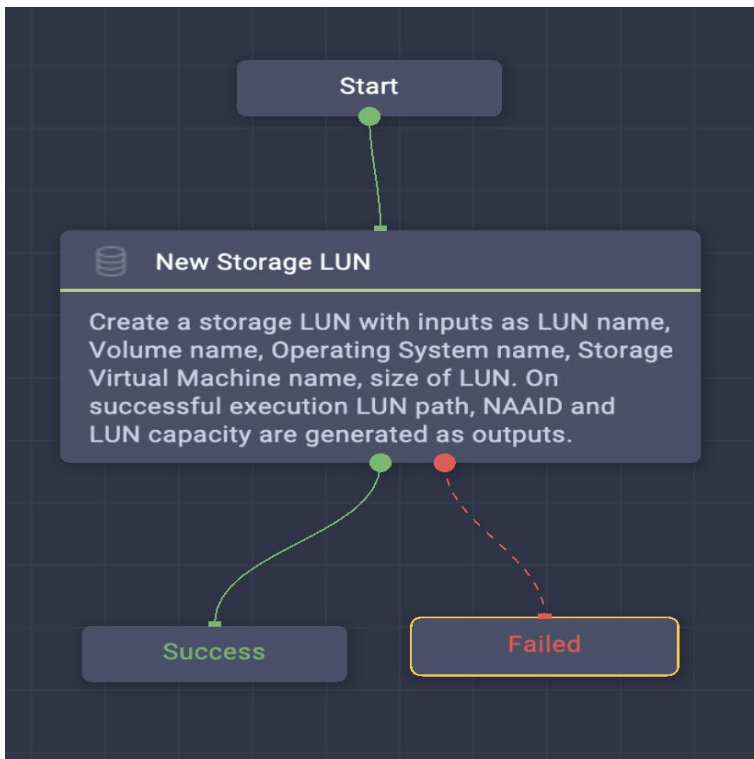 Start
New Storage LUN
Create a storage LUN with inputs as LUN name,
Volume name, Operating System name, Storage
Virtual Machine name, size of LUN. On
successful execution LUN path, NAAID and
LUN capacity are generated as outputs.
Success
Failed